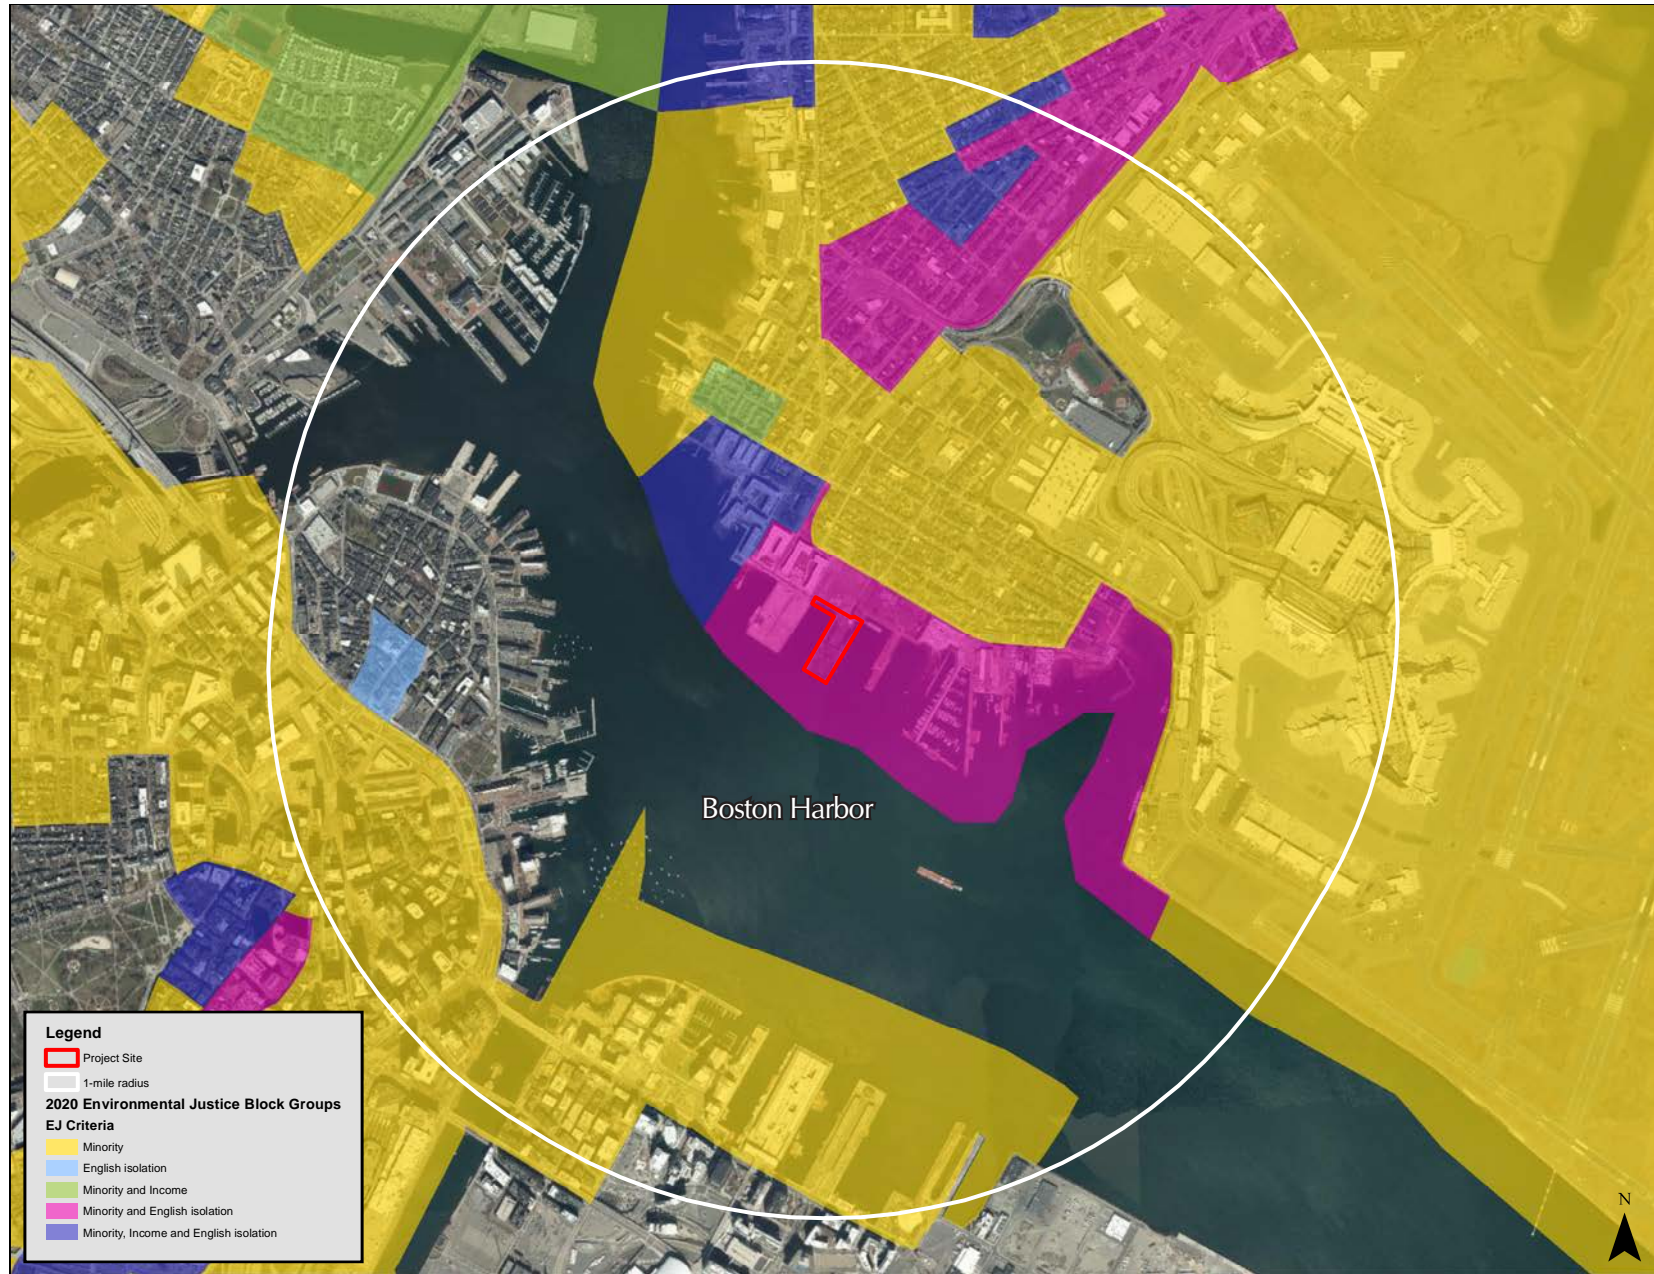 Boston Harbor
Legend
Project Site
1-mile radius
2020 Environmental Justice Block Groups
EJ Criteria
Minority
English isolation
Minority and Income
Minority and English isolation
Minority, Income and English isolation
N